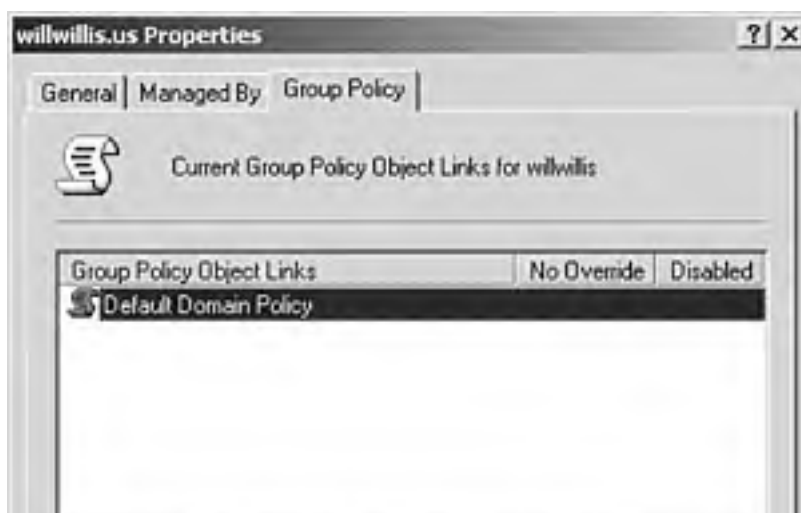 willwillis.us Properties
General Managed By Group Policy
Current Group Policy Object Links for willwillis
Group Policy Object Links No Override Disabled
Default Domain Policy